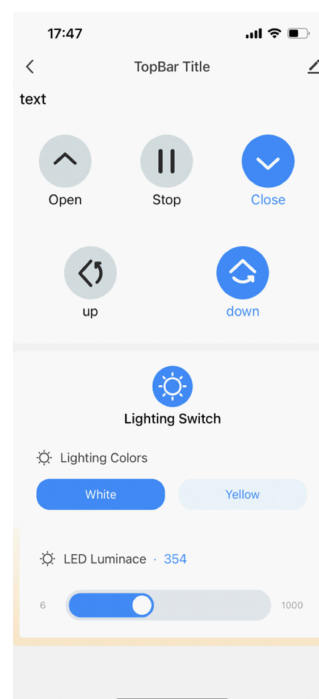 17:47
TopBar Title
text
Open Stop Close
up down
Lighting Switch
Lighting Colors
White Yellow
LED Luminace · 354
6 1000